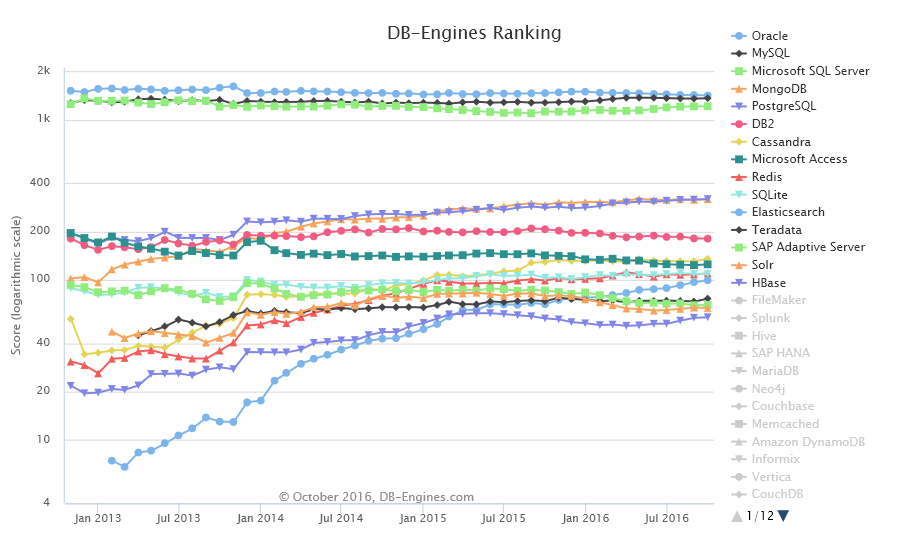 DB-Engines Ranking
Score (logarithmic scale)
2k
1k
400
200
100
40
20
10
4
Jan 2013
Jul 2013
Jan 2014
Jul 2014
Jan 2015
Jul 2015
Jan 2016
Jul 2016
© October 2016, DB-Engines.com
Oracle
MySQL
Microsoft SQL Server
MongoDB
PostgreSQL
DB2
Cassandra
Microsoft Access
Redis
SQLite
Elasticsearch
Teradata
SAP Adaptive Server
Solr
HBase
FileMaker
Splunk
Hive
SAP HANA
MariaDB
Neo4j
Couchbase
Memcached
Amazon DynamoDB
Informix
Vertica
CouchDB
1/12